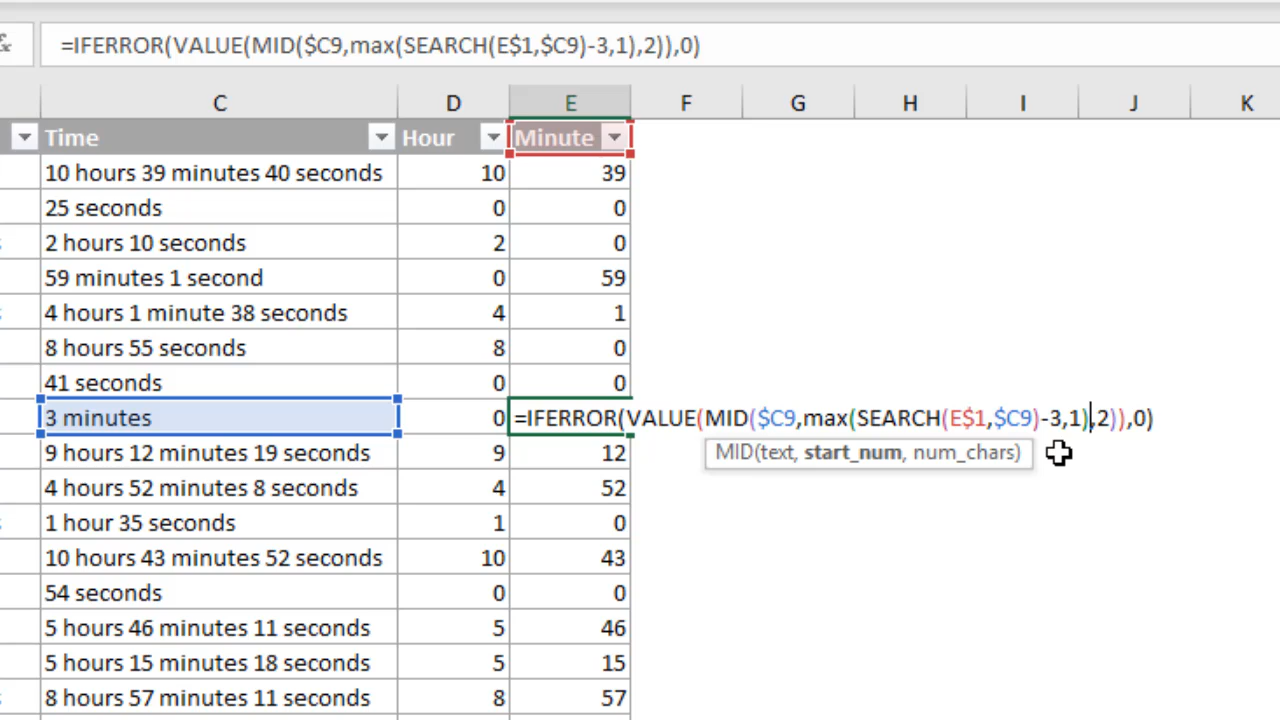 fx =IFERROR(VALUE(MID($C9,max(SEARCH(E$1,$C9)-3,1),2)),0)
C D E F G H I J K
Time Hour Minute
10 hours 39 minutes 40 seconds 10 39
25 seconds 0 0
2 hours 10 seconds 2 0
59 minutes 1 second 0 59
4 hours 1 minute 38 seconds 4 1
8 hours 55 seconds 8 0
41 seconds 0 0
3 minutes 0 =IFERROR(VALUE(MID($C9,max(SEARCH(E$1,$C9)-3,1),2)),0)
MID(text, start_num, num_chars)
9 hours 12 minutes 19 seconds 9 12
4 hours 52 minutes 8 seconds 4 52
1 hour 35 seconds 1 0
10 hours 43 minutes 52 seconds 10 43
54 seconds 0 0
5 hours 46 minutes 11 seconds 5 46
5 hours 15 minutes 18 seconds 5 15
8 hours 57 minutes 11 seconds 8 57